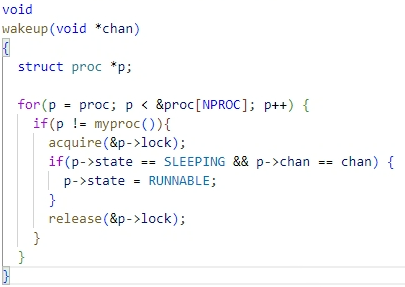 void
wakeup(void *chan)
{
  struct proc *p;

  for(p = proc; p < &proc[NPROC]; p++) {
    if(p != myproc()){
      acquire(&p->lock);
      if(p->state == SLEEPING && p->chan == chan) {
        p->state = RUNNABLE;
      }
      release(&p->lock);
    }
  }
}